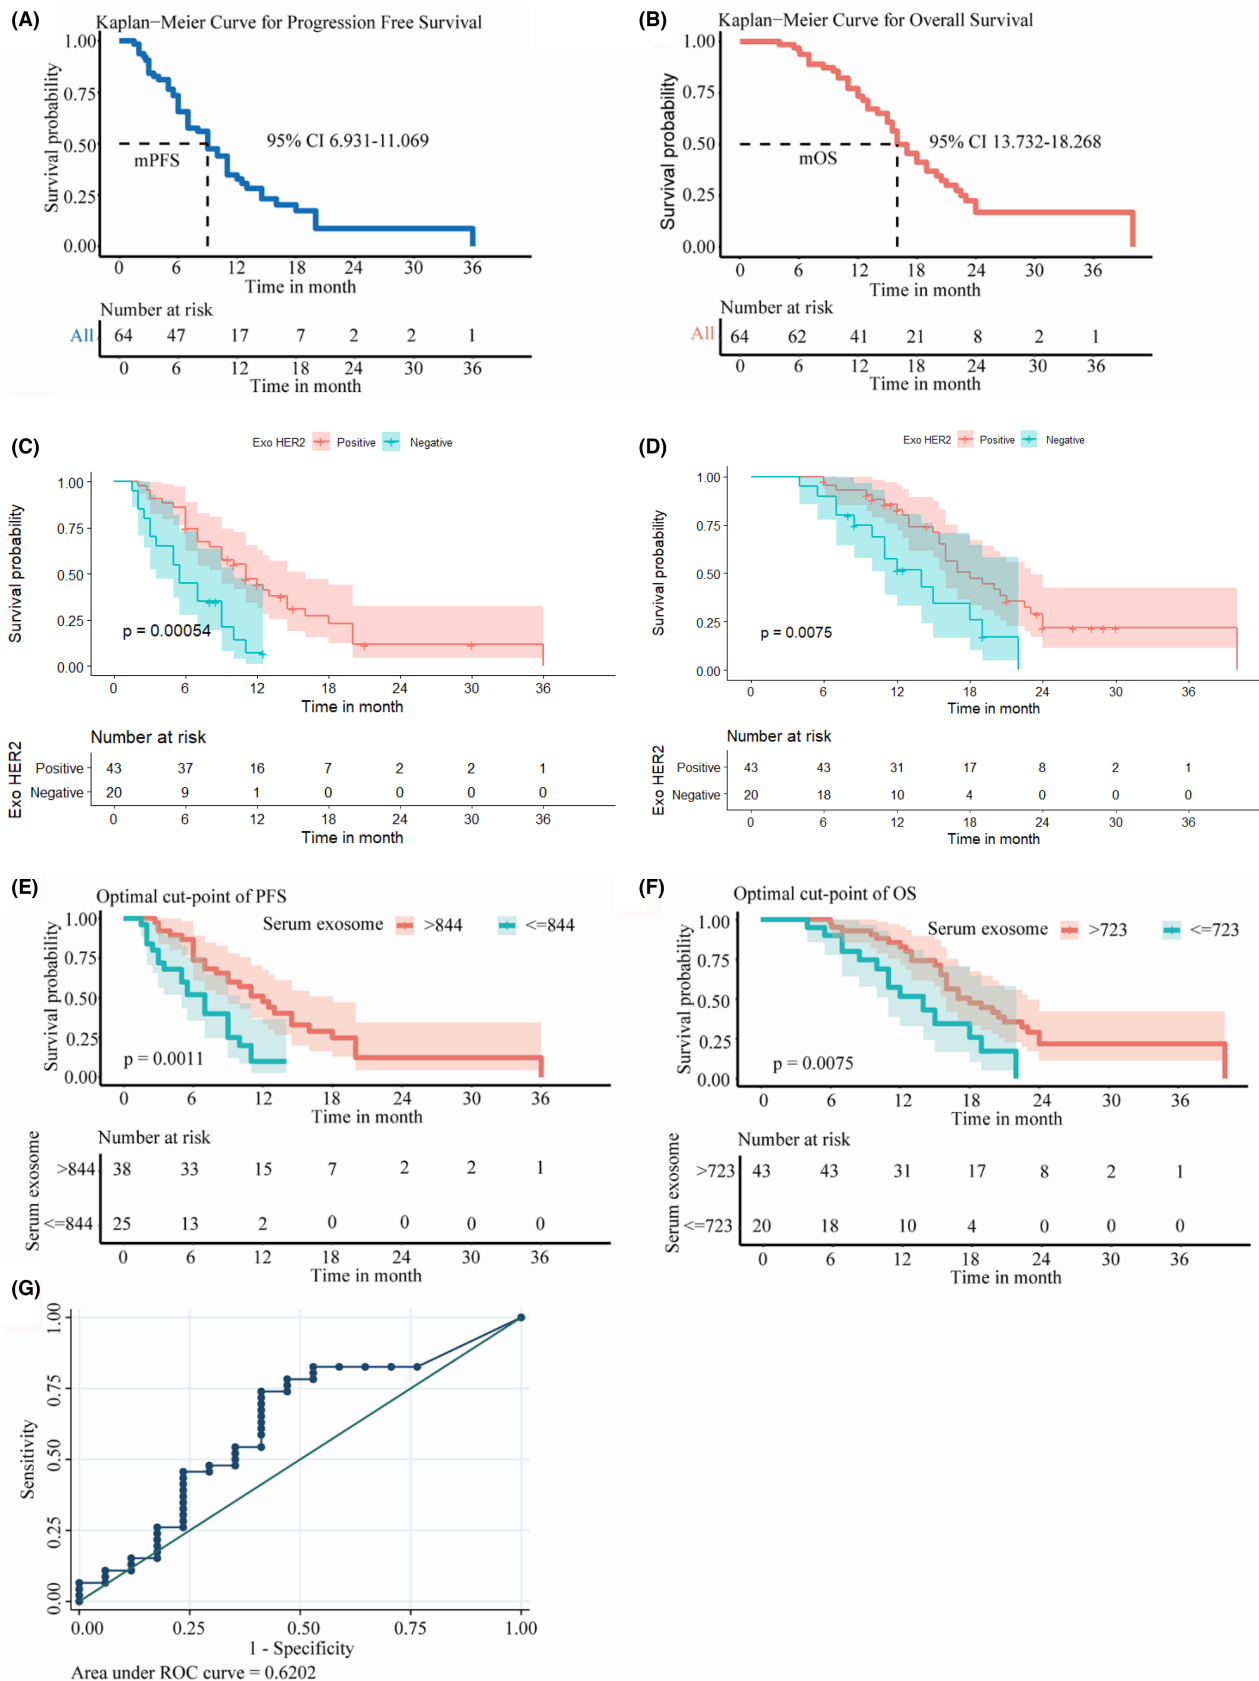 (A)
Kaplan−Meier Curve for Progression Free Survival
Survival probability
1.00
0.75
0.50
0.25
0.00
95% CI 6.931-11.069
mPFS
0 6 12 18 24 30 36
Time in month
Number at risk
All 64 47 17 7 2 2 1
0 6 12 18 24 30 36
Time in month
(B)
Kaplan−Meier Curve for Overall Survival
Survival probability
1.00
0.75
0.50
0.25
0.00
95% CI 13.732-18.268
mOS
0 6 12 18 24 30 36
Time in month
Number at risk
All 64 62 41 21 8 2 1
0 6 12 18 24 30 36
Time in month
(C)
Exo HER2 Positive Negative
Survival probability
1.00
0.75
0.50
0.25
0.00
p = 0.00054
0 6 12 18 24 30 36
Time in month
Number at risk
Exo HER2
Positive 43 37 16 7 2 2 1
Negative 20 9 1 0 0 0 0
0 6 12 18 24 30 36
Time in month
(D)
Exo HER2 Positive Negative
Survival probability
1.00
0.75
0.50
0.25
0.00
p = 0.0075
0 6 12 18 24 30 36
Time in month
Number at risk
Exo HER2
Positive 43 43 31 17 8 2 1
Negative 20 18 10 4 0 0 0
0 6 12 18 24 30 36
Time in month
(E)
Optimal cut-point of PFS
Serum exosome >844 <=844
Survival probability
1.00
0.75
0.50
0.25
0.00
p = 0.0011
0 6 12 18 24 30 36
Time in month
Number at risk
Serum exosome
>844 38 33 15 7 2 2 1
<=844 25 13 2 0 0 0 0
0 6 12 18 24 30 36
Time in month
(F)
Optimal cut-point of OS
Serum exosome >723 <=723
Survival probability
1.00
0.75
0.50
0.25
0.00
p = 0.0075
0 6 12 18 24 30 36
Time in month
Number at risk
Serum exosome
>723 43 43 31 17 8 2 1
<=723 20 18 10 4 0 0 0
0 6 12 18 24 30 36
Time in month
(G)
Sensitivity
1.00
0.75
0.50
0.25
0.00
0.00 0.25 0.50 0.75 1.00
1 - Specificity
Area under ROC curve = 0.6202